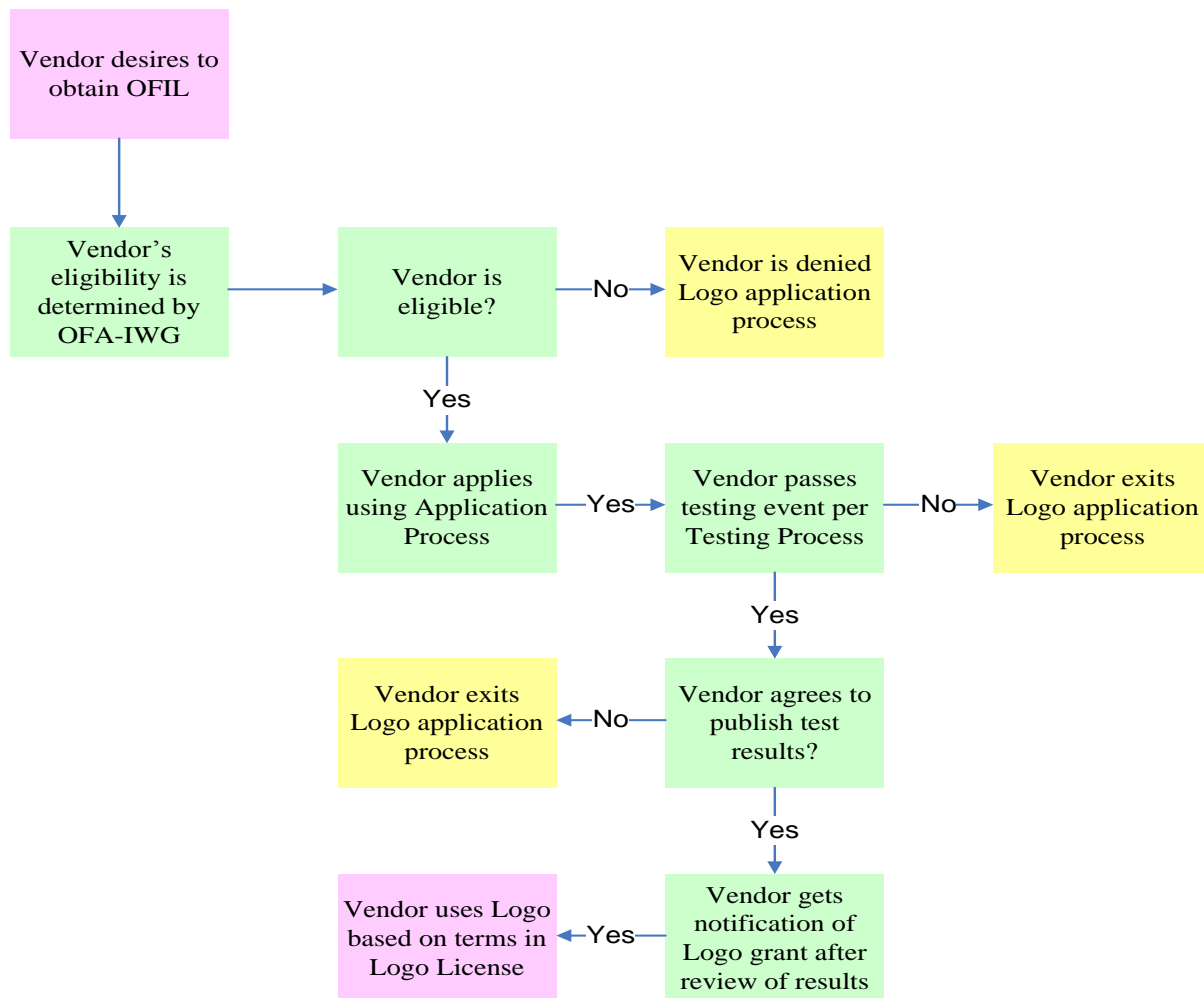 Vendor desires to
obtain OFIL
Vendor's
eligibility is
determined by
OFA-IWG
Vendor is
eligible?
No
Vendor is denied
Logo application
process
Yes
Vendor applies
using Application
Process
Yes
Vendor passes
testing event per
Testing Process
No
Vendor exits
Logo application
process
Yes
Vendor exits
Logo application
process
No
Vendor agrees to
publish test
results?
Yes
Vendor uses Logo
based on terms in
Logo License
Yes
Vendor gets
notification of
Logo grant after
review of results